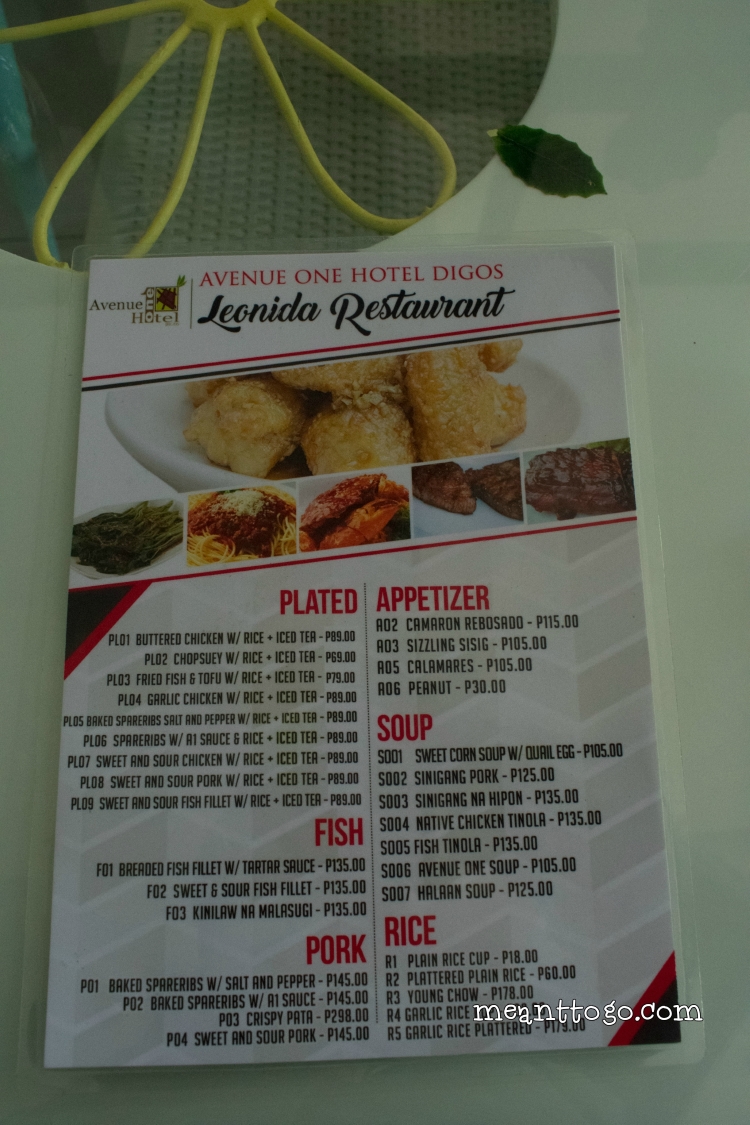 Avenue
one
Hotel
AVENUE ONE HOTEL DIGOS
Leonida Restaurant
PLATED
PL01 BUTTERED CHICKEN W/ RICE + ICED TEA - P89.00
PL02 CHOPSUEY W/ RICE + ICED TEA - P69.00
PL03 FRIED FISH & TOFU W/ RICE + ICED TEA - P79.00
PL04 GARLIC CHICKEN W/ RICE + ICED TEA - P89.00
PL05 BAKED SPARERIBS SALT AND PEPPER W/ RICE + ICED TEA - P89.00
PL06 SPARERIBS W/ A1 SAUCE & RICE + ICED TEA - P89.00
PL07 SWEET AND SOUR CHICKEN W/ RICE + ICED TEA - P89.00
PL08 SWEET AND SOUR PORK W/ RICE + ICED TEA - P89.00
PL09 SWEET AND SOUR FISH FILLET W/ RICE + ICED TEA - P89.00
FISH
F01 BREADED FISH FILLET W/ TARTAR SAUCE - P135.00
F02 SWEET & SOUR FISH FILLET - P135.00
F03 KINILAW NA MALASUGI - P135.00
PORK
P01 BAKED SPARERIBS W/ SALT AND PEPPER - P145.00
P02 BAKED SPARERIBS W/ A1 SAUCE - P145.00
P03 CRISPY PATA - P298.00
P04 SWEET AND SOUR PORK - P145.00
APPETIZER
A02 CAMARON REBOSADO - P115.00
A03 SIZZLING SISIG - P105.00
A05 CALAMARES - P105.00
A06 PEANUT - P30.00
SOUP
S001 SWEET CORN SOUP W/ QUAIL EGG - P105.00
S002 SINIGANG PORK - P125.00
S003 SINIGANG NA HIPON - P135.00
S004 NATIVE CHICKEN TINOLA - P135.00
S005 FISH TINOLA - P135.00
S006 AVENUE ONE SOUP - P105.00
S007 HALAAN SOUP - P125.00
RICE
R1 PLAIN RICE CUP - P18.00
R2 PLATTERED PLAIN RICE - P60.00
R3 YOUNG CHOW - P178.00
R4 GARLIC RICE
R5 GARLIC RICE PLATTERED - P179.00
meanttogo.com